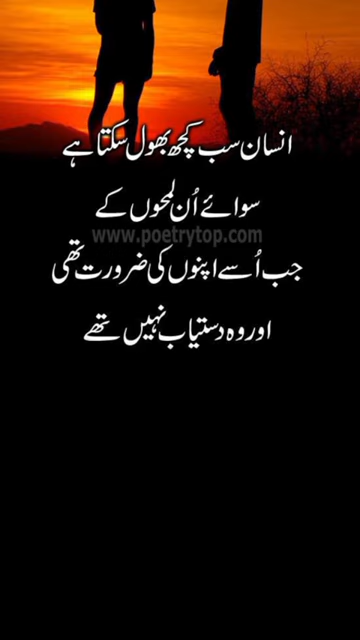 انسان سب کچھ بھول سکتا ہے
سوائے اُن لمحوں کے
www.poetrytop.com
جب اُسے اپنوں کی ضرورت تھی
اور وہ دستیاب نہیں تھے